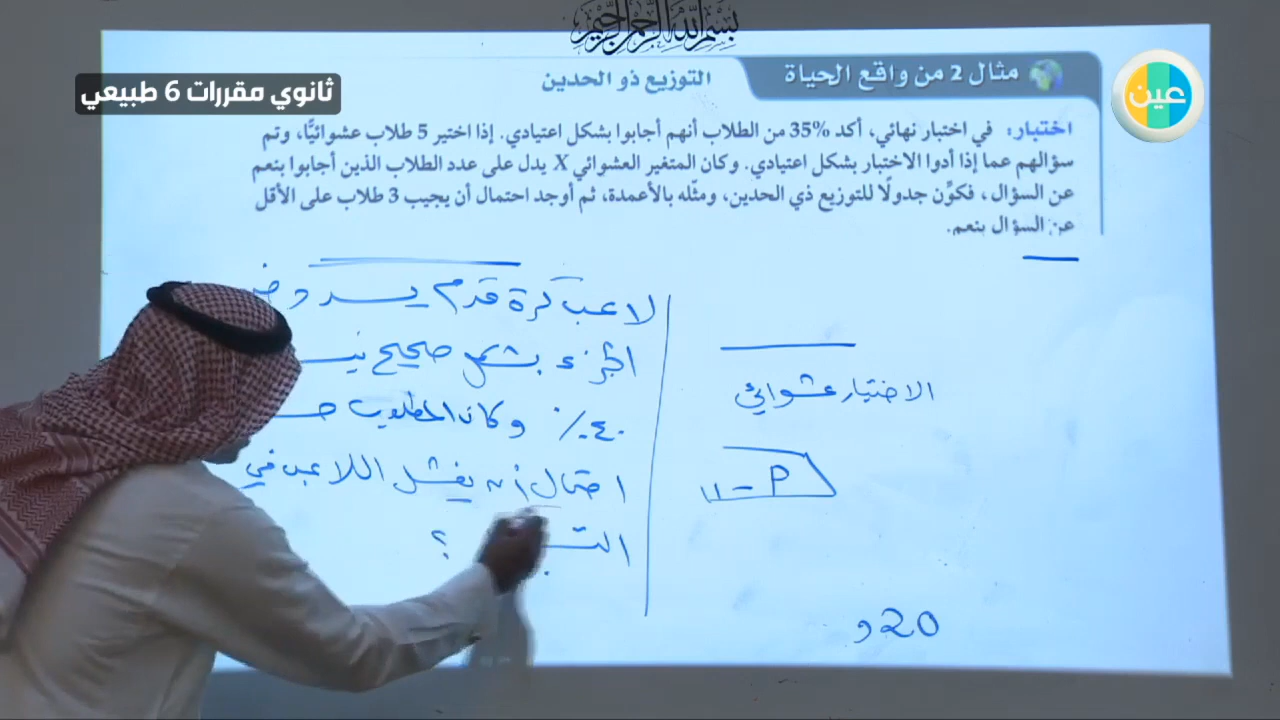 بسم الله الرحمن الرحيم
ثانوي مقررات 6 طبيعي
عين
مثال 2 من واقع الحياة
التوزيع ذو الحدين
اختبار: في اختبار نهائي، أكد 35% من الطلاب أنهم أجابوا بشكل اعتيادي. إذا اختير 5 طلاب عشوائيًّا، وتم
سؤالهم عما إذا أدوا الاختبار بشكل اعتيادي. وكان المتغير العشوائي X يدل على عدد الطلاب الذين أجابوا بنعم
عن السؤال، فكوِّن جدولًا للتوزيع ذي الحدين، ومثّله بالأعمدة، ثم أوجد احتمال أن يجيب 3 طلاب على الأقل
عن السؤال بنعم.
الاختيار عشوائي
20و
لاعب كرة قدم يسدد
الجزاء بشكل صحيح
٤٠٪ وكان المطلوب
احتمال أن يفشل اللاعب في
؟